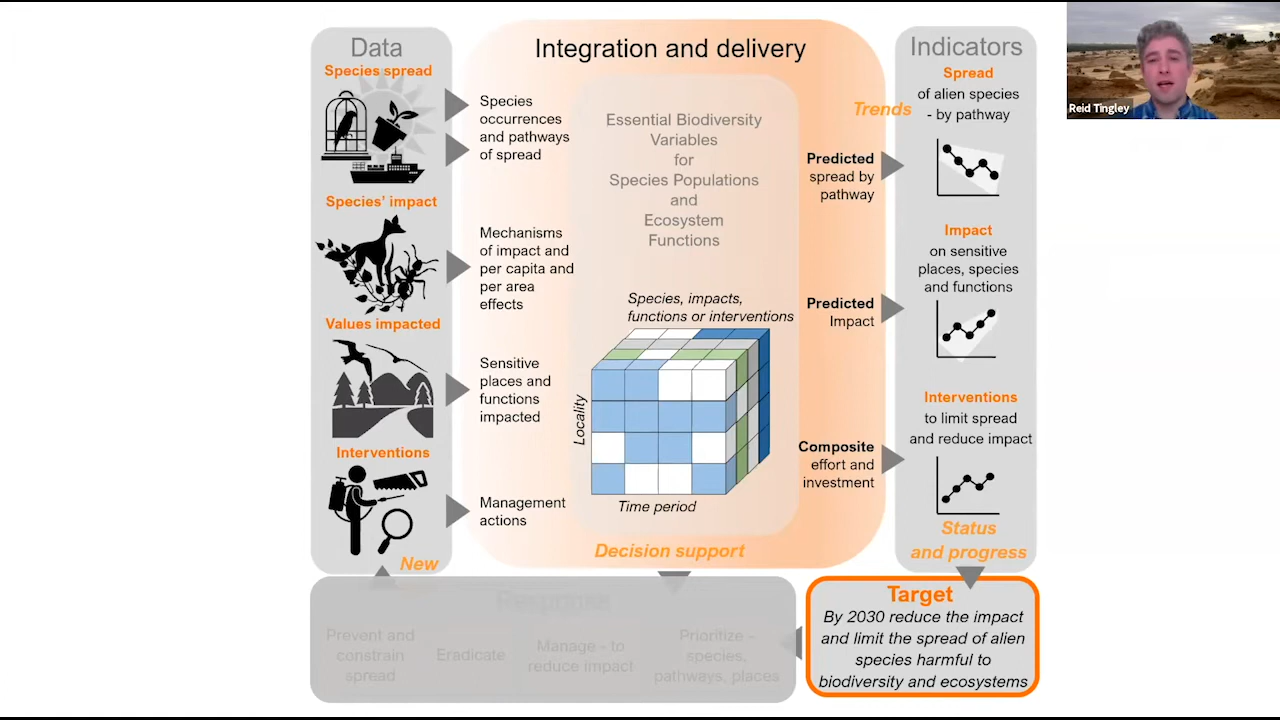 Data
Species spread
Species' impact
Values impacted
Interventions
New
Integration and delivery
Species
occurrences
and pathways
of spread
Mechanisms
of impact and
per capita and
per area
effects
Sensitive
places and
functions
impacted
Management
actions
Essential Biodiversity
Variables
for
Species Populations
and
Ecosystem
Functions
Species, impacts,
functions or interventions
Locality
Time period
Decision support
Trends
Predicted
spread by
pathway
Predicted
Impact
Composite
effort and
investment
Indicators
Spread
of alien species
- by pathway
Impact
on sensitive
places, species
and functions
Interventions
to limit spread
and reduce impact
Status
and progress
Reid Tingley
Response
Prevent and
constrain
spread
Eradicate
Manage - to
reduce impact
Prioritize –
species,
pathways, places
Target
By 2030 reduce the impact
and limit the spread of alien
species harmful to
biodiversity and ecosystems